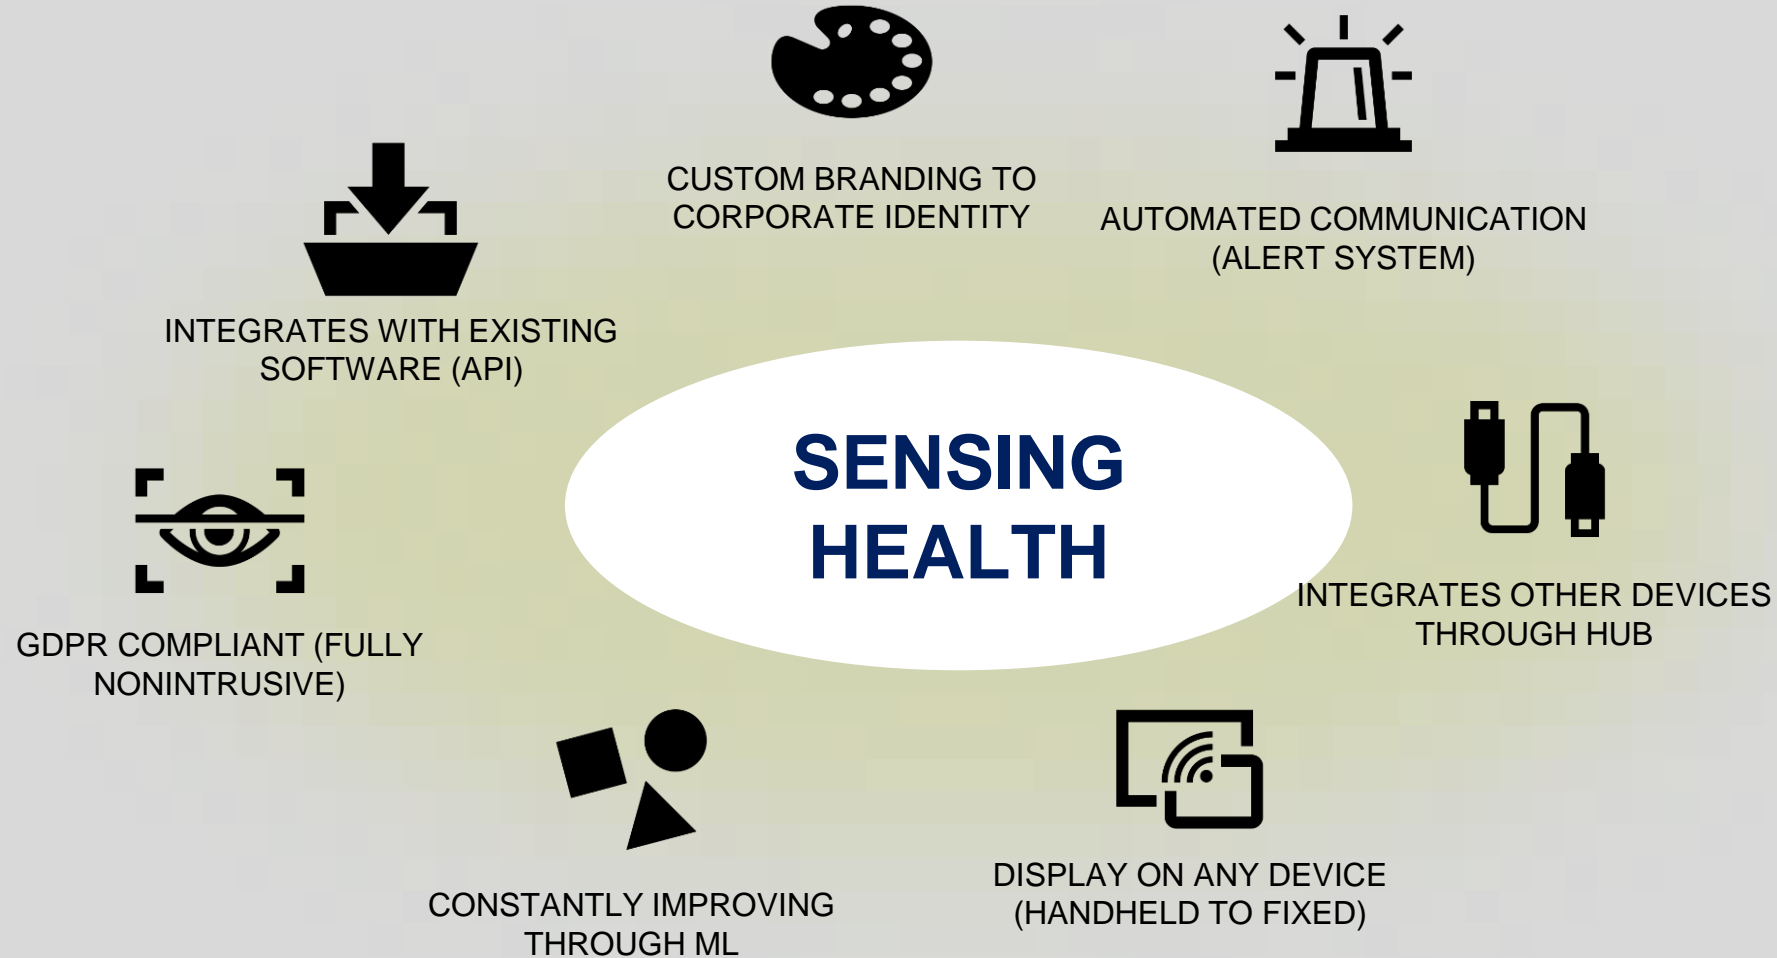 CUSTOM BRANDING TO
CORPORATE IDENTITY
AUTOMATED COMMUNICATION
(ALERT SYSTEM)
INTEGRATES WITH EXISTING
SOFTWARE (API)
SENSING
HEALTH
INTEGRATES OTHER DEVICES
THROUGH HUB
GDPR COMPLIANT (FULLY
NONINTRUSIVE)
CONSTANTLY IMPROVING
THROUGH ML
DISPLAY ON ANY DEVICE
(HANDHELD TO FIXED)